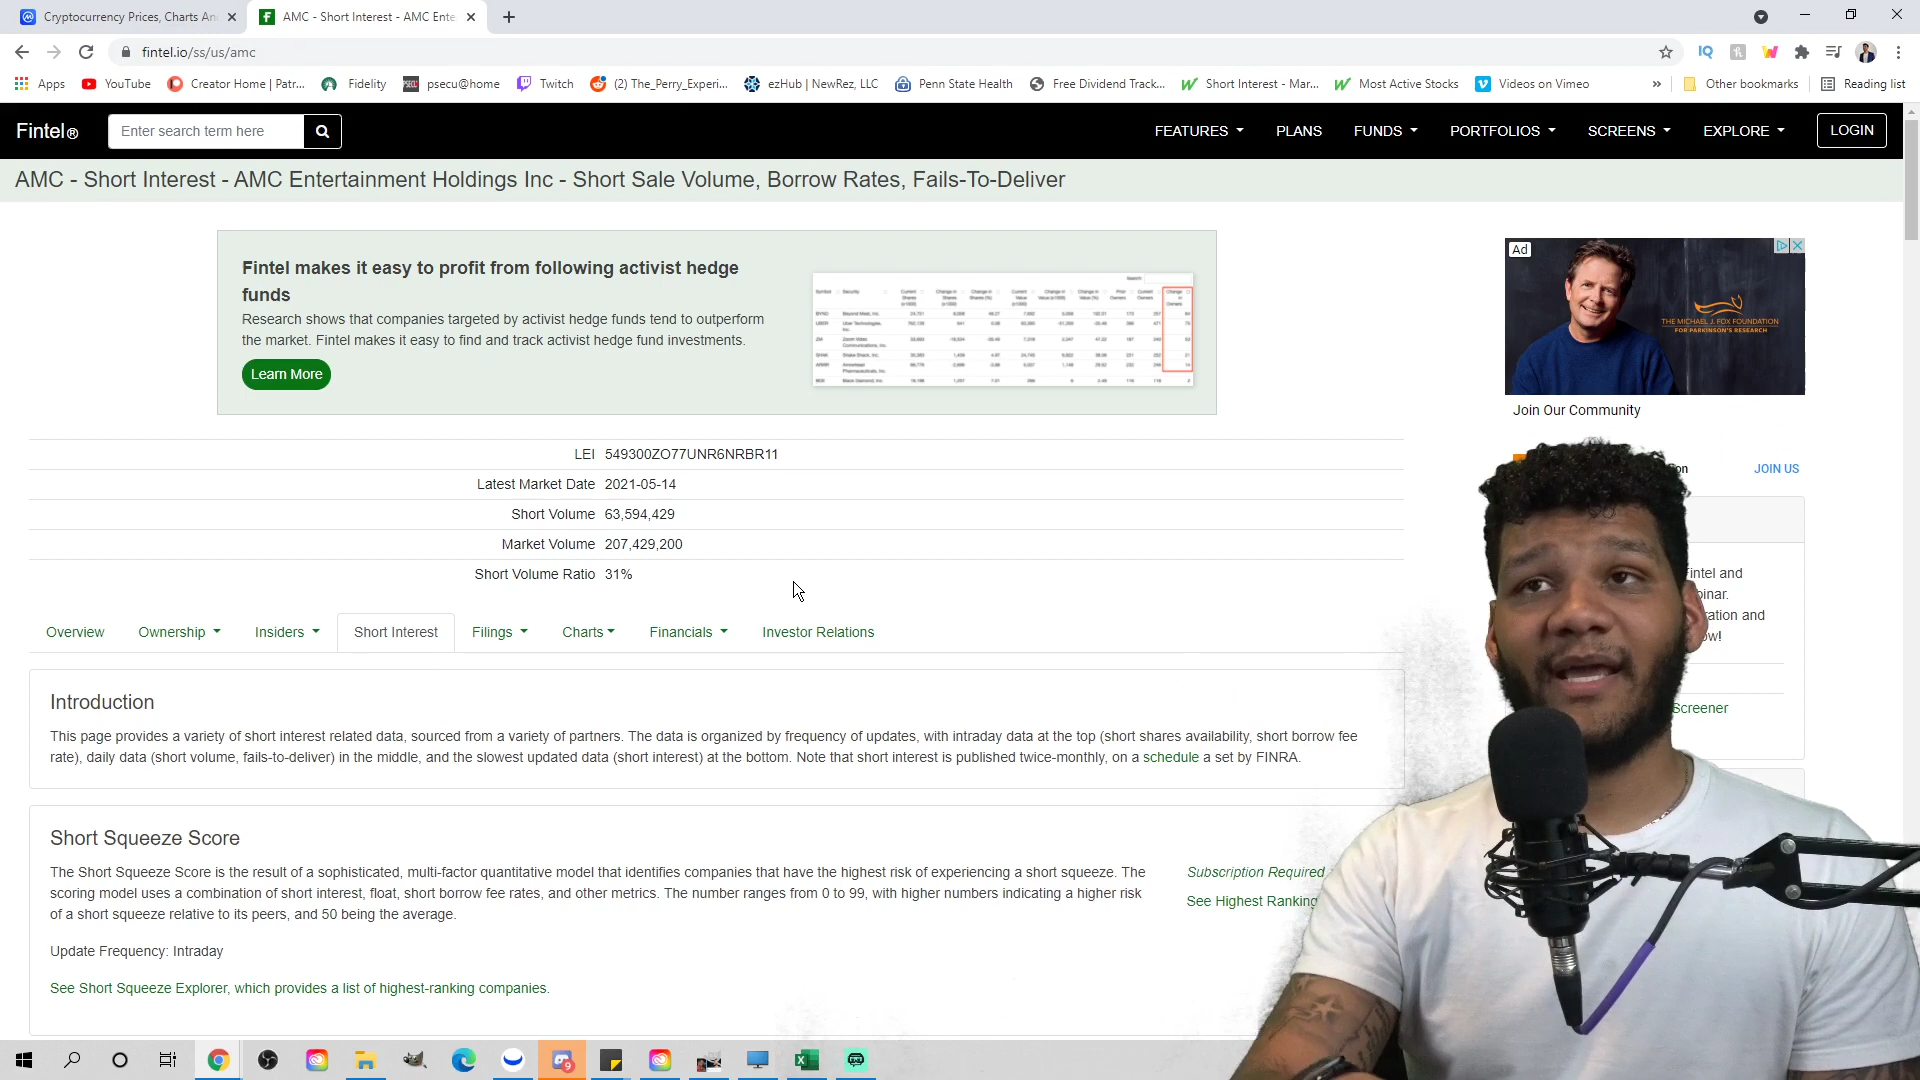 Cryptocurrency Prices, Charts An
AMC - Short Interest - AMC Ente
fintel.io/ss/us/amc
Apps YouTube Creator Home | Patr... Fidelity psecu@home Twitch (2) The_Perry_Experi... ezHub | NewRez, LLC Penn State Health Free Dividend Track... Short Interest - Mar... Most Active Stocks Videos on Vimeo » Other bookmarks Reading list
Fintel® Enter search term here FEATURES PLANS FUNDS PORTFOLIOS SCREENS EXPLORE LOGIN
AMC - Short Interest - AMC Entertainment Holdings Inc - Short Sale Volume, Borrow Rates, Fails-To-Deliver
Fintel makes it easy to profit from following activist hedge
funds
Research shows that companies targeted by activist hedge funds tend to outperform
the market. Fintel makes it easy to find and track activist hedge fund investments.
Learn More
Ad
THE MICHAEL J. FOX FOUNDATION
FOR PARKINSON'S RESEARCH
Join Our Community
on JOIN US
LEI 549300ZO77UNR6NRBR11
Latest Market Date 2021-05-14
Short Volume 63,594,429
Market Volume 207,429,200
Short Volume Ratio 31%
Fintel and
binar.
ration and
ow!
Screener
Overview Ownership Insiders Short Interest Filings Charts Financials Investor Relations
Introduction
This page provides a variety of short interest related data, sourced from a variety of partners. The data is organized by frequency of updates, with intraday data at the top (short shares availability, short borrow fee
rate), daily data (short volume, fails-to-deliver) in the middle, and the slowest updated data (short interest) at the bottom. Note that short interest is published twice-monthly, on a schedule a set by FINRA.
Short Squeeze Score
The Short Squeeze Score is the result of a sophisticated, multi-factor quantitative model that identifies companies that have the highest risk of experiencing a short squeeze. The
scoring model uses a combination of short interest, float, short borrow fee rates, and other metrics. The number ranges from 0 to 99, with higher numbers indicating a higher risk
of a short squeeze relative to its peers, and 50 being the average.
Subscription Required
See Highest Ranking
Update Frequency: Intraday
See Short Squeeze Explorer, which provides a list of highest-ranking companies.